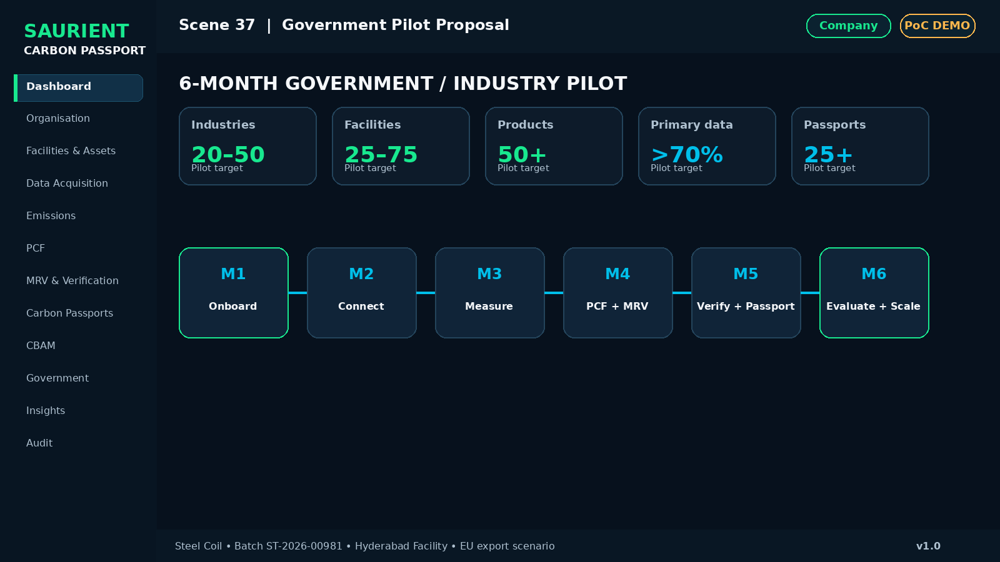 SAURIENT
CARBON PASSPORT
Dashboard
Organisation
Facilities & Assets
Data Acquisition
Emissions
PCF
MRV & Verification
Carbon Passports
CBAM
Government
Insights
Audit
Scene 37 | Government Pilot Proposal
Company
PoC DEMO
6-MONTH GOVERNMENT / INDUSTRY PILOT
Industries
20–50
Pilot target
Facilities
25–75
Pilot target
Products
50+
Pilot target
Primary data
>70%
Pilot target
Passports
25+
Pilot target
M1
Onboard
M2
Connect
M3
Measure
M4
PCF + MRV
M5
Verify + Passport
M6
Evaluate + Scale
Steel Coil • Batch ST-2026-00981 • Hyderabad Facility • EU export scenario
v1.0